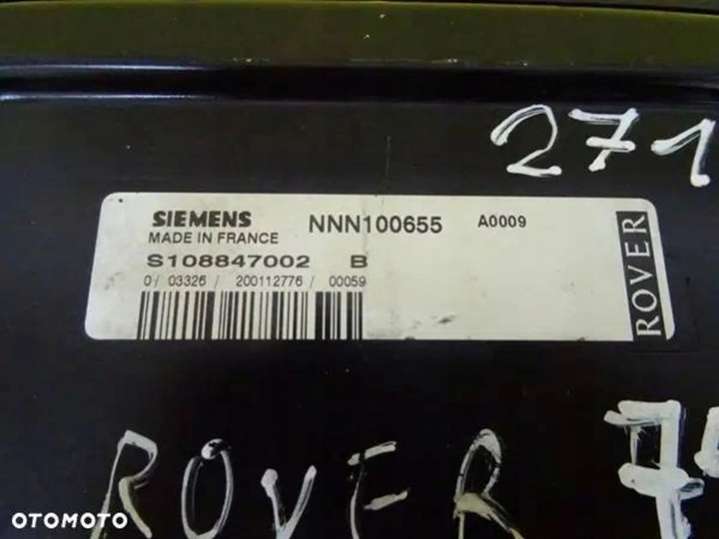 271
SIEMENS NNN100655 A0009
MADE IN FRANCE
S108847002 B
0/ 03326 / 200112776 / 00059
ROVER
ROVER
OTOMOTO